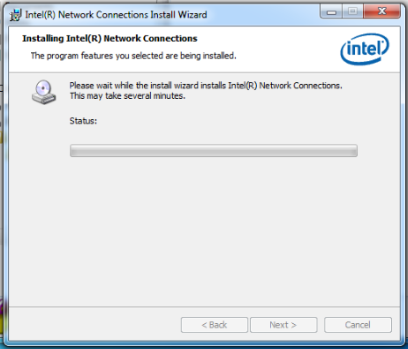 Intel(R) Network Connections Install Wizard
Installing Intel(R) Network Connections
The program features you selected are being installed.
intel
Please wait while the install wizard installs Intel(R) Network Connections.
This may take several minutes.
Status:
< Back
Next >
Cancel